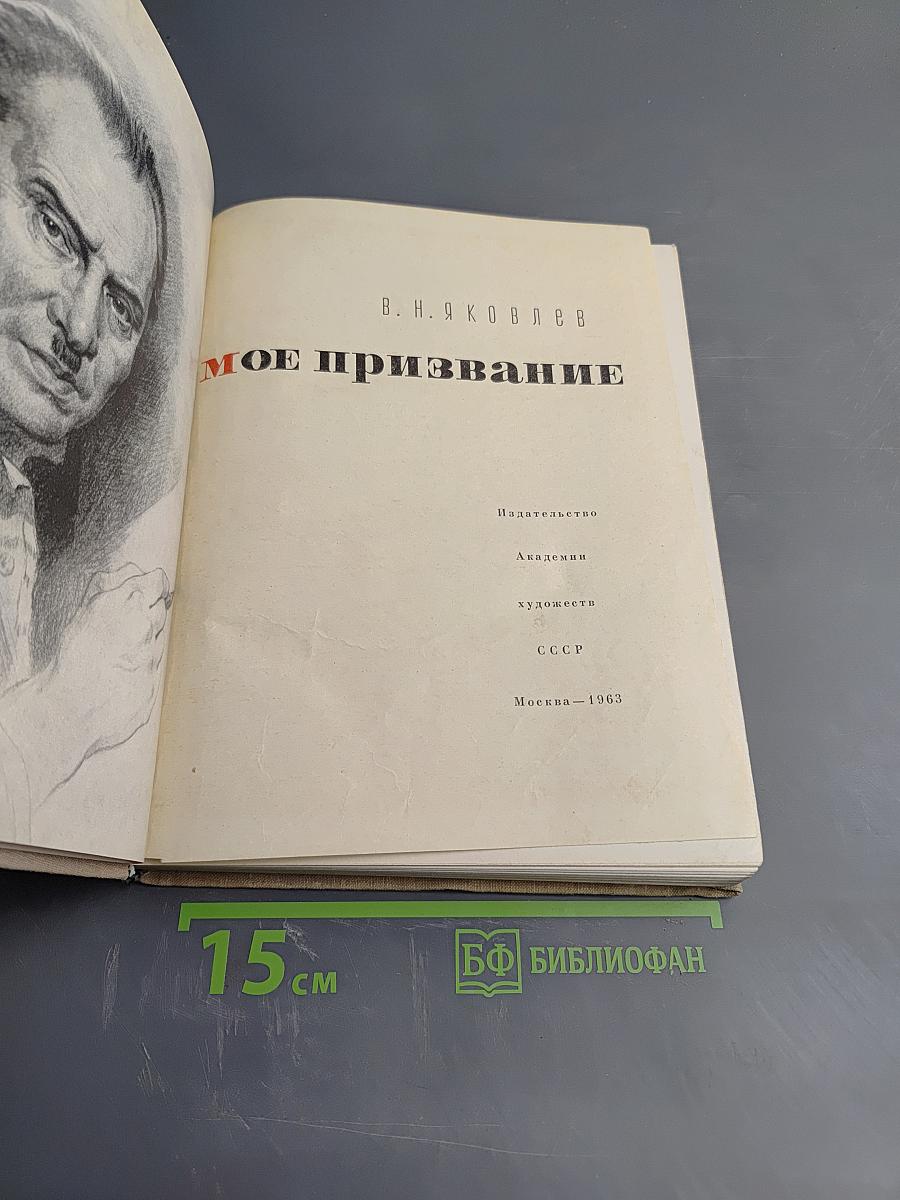 В. Н. ЯКОВЛЕВ
МОЕ ПРИЗВАНИЕ
Издательство
Академии
художеств
СССР
Москва — 1963
15 см
БФ БИБЛИОФАН